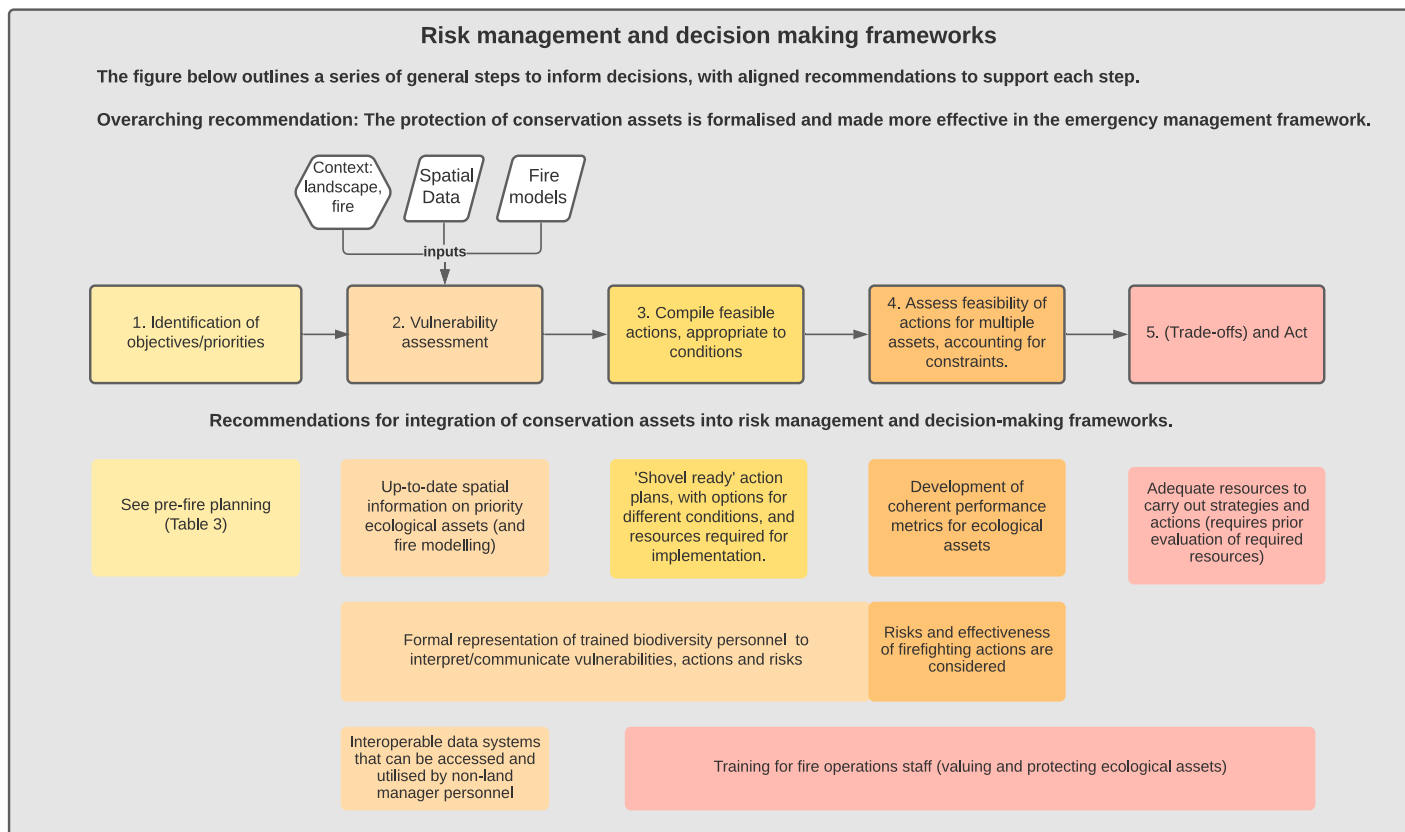 Risk management and decision making frameworks
The figure below outlines a series of general steps to inform decisions, with aligned recommendations to support each step.
Overarching recommendation: The protection of conservation assets is formalised and made more effective in the emergency management framework.
Context:
landscape,
fire
Spatial
Data
Fire
models
inputs
1. Identification of
objectives/priorities
2. Vulnerability
assessment
3. Compile feasible
actions, appropriate to
conditions
4. Assess feasibility of
actions for multiple
assets, accounting for
constraints.
5. (Trade-offs) and Act
Recommendations for integration of conservation assets into risk management and decision-making frameworks.
See pre-fire planning
(Table 3)
Up-to-date spatial
information on priority
ecological assets (and
fire modelling)
'Shovel ready' action
plans, with options for
different conditions, and
resources required for
implementation.
Development of
coherent performance
metrics for ecological
assets
Adequate resources to
carry out strategies and
actions (requires prior
evaluation of required
resources)
Formal representation of trained biodiversity personnel to
interpret/communicate vulnerabilities, actions and risks
Risks and effectiveness
of firefighting actions are
considered
Interoperable data systems
that can be accessed and
utilised by non-land
manager personnel
Training for fire operations staff (valuing and protecting ecological assets)